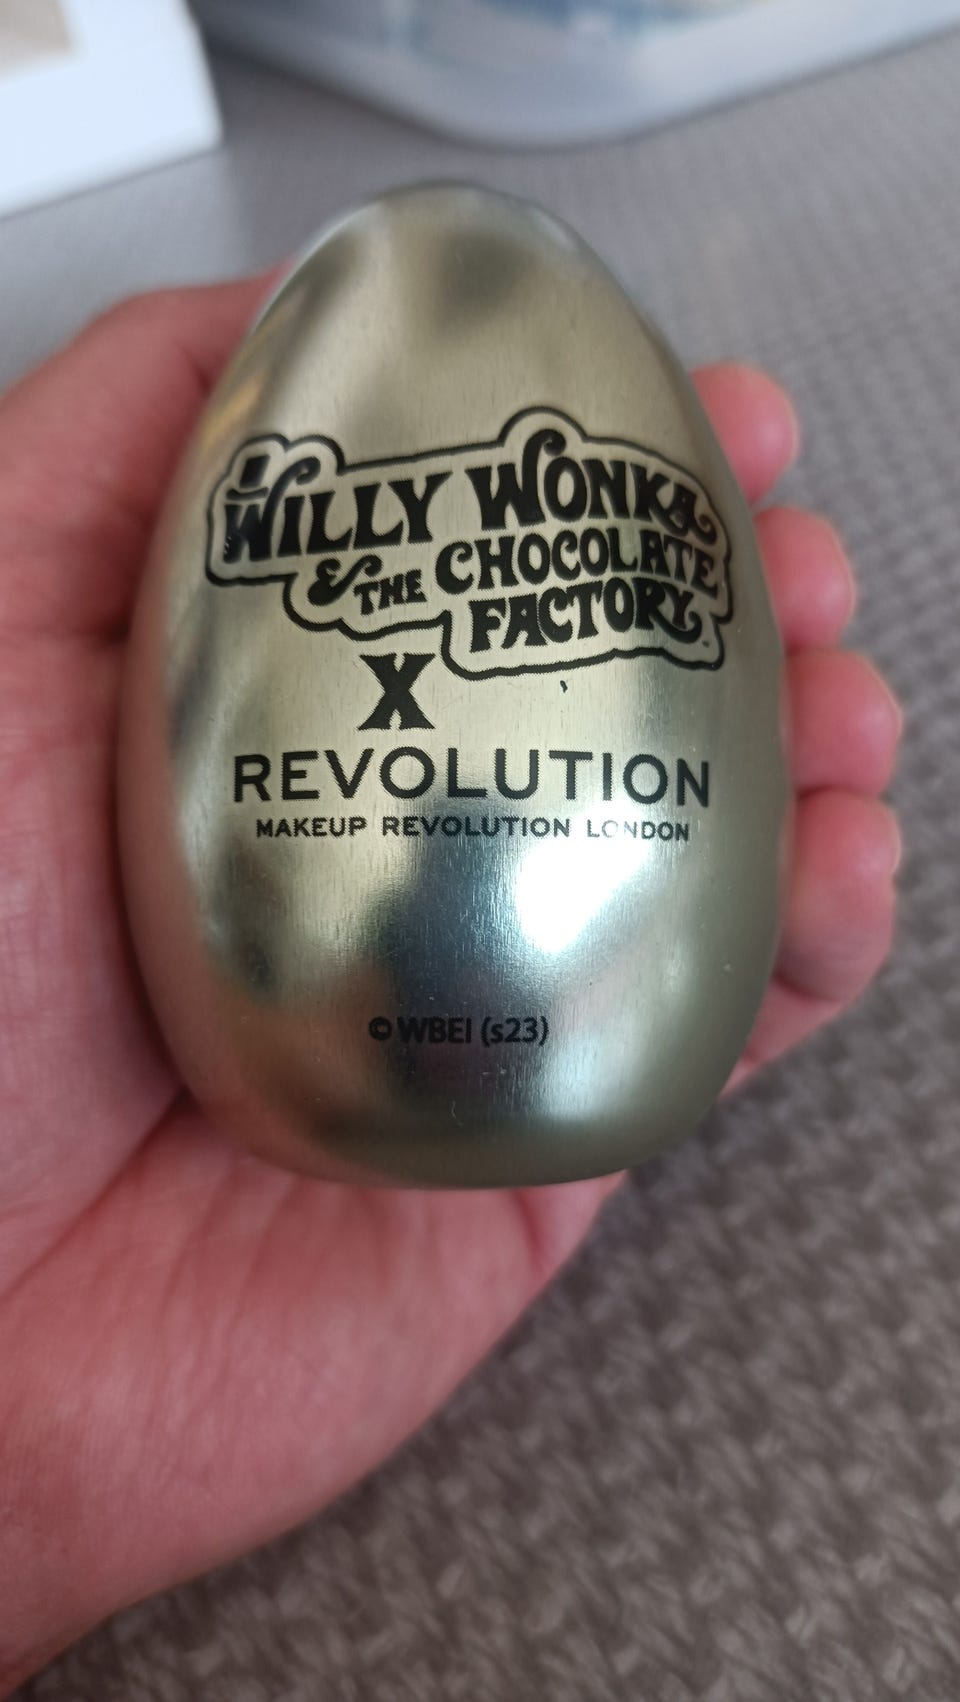 WILLY WONKA
& THE CHOCOLATE
FACTORY
X
REVOLUTION
MAKEUP REVOLUTION LONDON
© WBEI (s23)